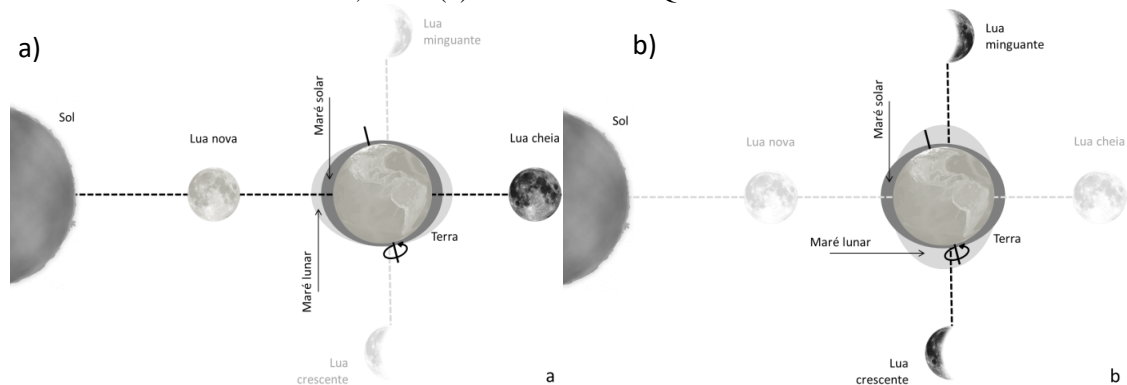 a)
Lua
minguante
Sol
Lua nova
Maré solar
Lua cheia
Maré lunar
Terra
Lua
crescente
a
b)
Lua
minguante
Sol
Lua nova
Maré solar
Lua cheia
Maré lunar
Terra
Lua
crescente
b